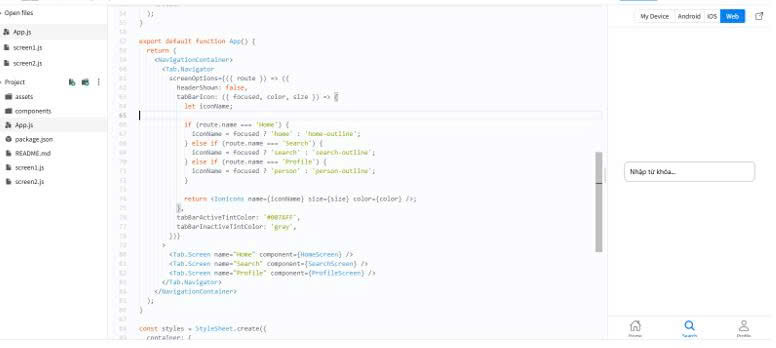 Open files
App.js
screen1.js
screen2.js
Project
assets
components
App.js
package.json
README.md
screen1.js
screen2.js
54 );
55 }
56
57 export default function App() {
58 return (
59 <NavigationContainer>
60 <Tab.Navigator
61 screenOptions={({ route }) => ({
62 headerShown: false,
63 tabBarIcon: ({ focused, color, size }) => {
64 let iconName;
65
66 if (route.name === 'Home') {
67 iconName = focused ? 'home' : 'home-outline';
68 } else if (route.name === 'Search') {
69 iconName = focused ? 'search' : 'search-outline';
70 } else if (route.name === 'Profile') {
71 iconName = focused ? 'person' : 'person-outline';
72 }
73
74 return <Ionicons name={iconName} size={size} color={color} />;
75 },
76 tabBarActiveTintColor: '#007AFF',
77 tabBarInactiveTintColor: 'gray',
78 })}
79 >
80 <Tab.Screen name="Home" component={HomeScreen} />
81 <Tab.Screen name="Search" component={SearchScreen} />
82 <Tab.Screen name="Profile" component={ProfileScreen} />
83 </Tab.Navigator>
84 </NavigationContainer>
85 );
86 }
87
88 const styles = StyleSheet.create({
89 container: {
My Device Android iOS Web
Nhập từ khóa...
Home Search Profile